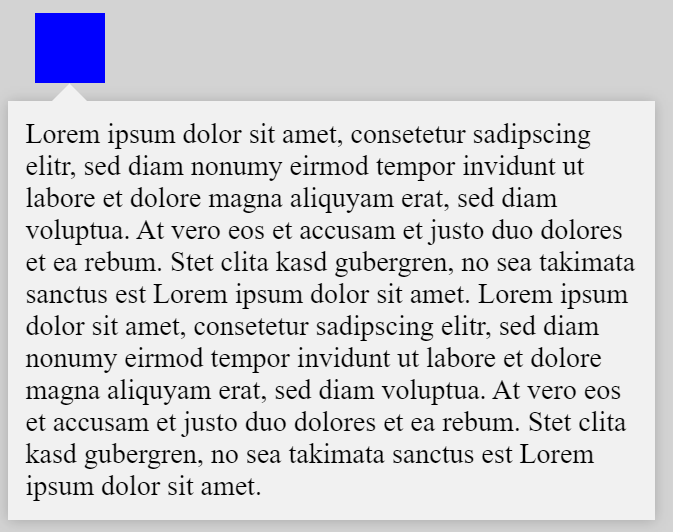 Lorem ipsum dolor sit amet, consetetur sadipscing
elitr, sed diam nonumy eirmod tempor invidunt ut
labore et dolore magna aliquyam erat, sed diam
voluptua. At vero eos et accusam et justo duo dolores
et ea rebum. Stet clita kasd gubergren, no sea takimata
sanctus est Lorem ipsum dolor sit amet. Lorem ipsum
dolor sit amet, consetetur sadipscing elitr, sed diam
nonumy eirmod tempor invidunt ut labore et dolore
magna aliquyam erat, sed diam voluptua. At vero eos
et accusam et justo duo dolores et ea rebum. Stet clita
kasd gubergren, no sea takimata sanctus est Lorem
ipsum dolor sit amet.